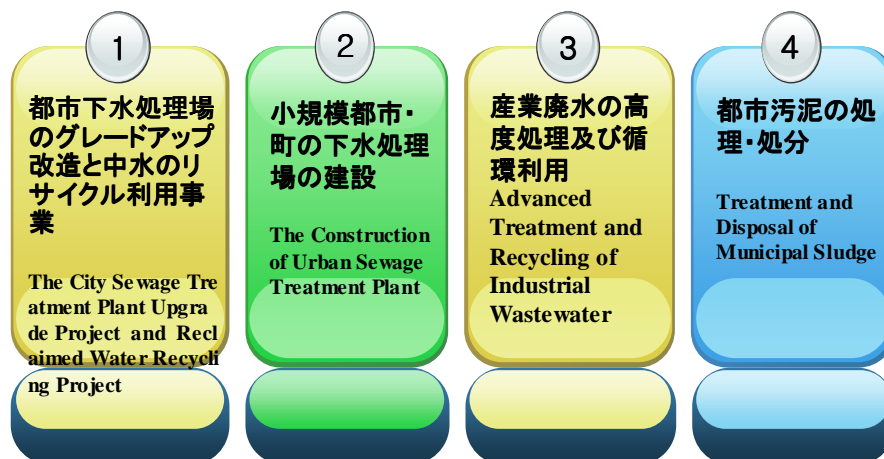 1
都市下水処理場
のグレードアップ
改造と中水のリ
サイクル利用事
業
The City Sewage Tre
atment Plant Upgra
de Project and Recl
aimed Water Recycli
ng Project
2
小規模都市・
町の下水処理
場の建設
The Construction
of Urban Sewage
Treatment Plant
3
産業廃水の高
度処理及び循
環利用
Advanced
Treatment and
Recycling of
Industrial
Wastewater
4
都市汚泥の処
理・処分
Treatment and
Disposal of
Municipal Sludge